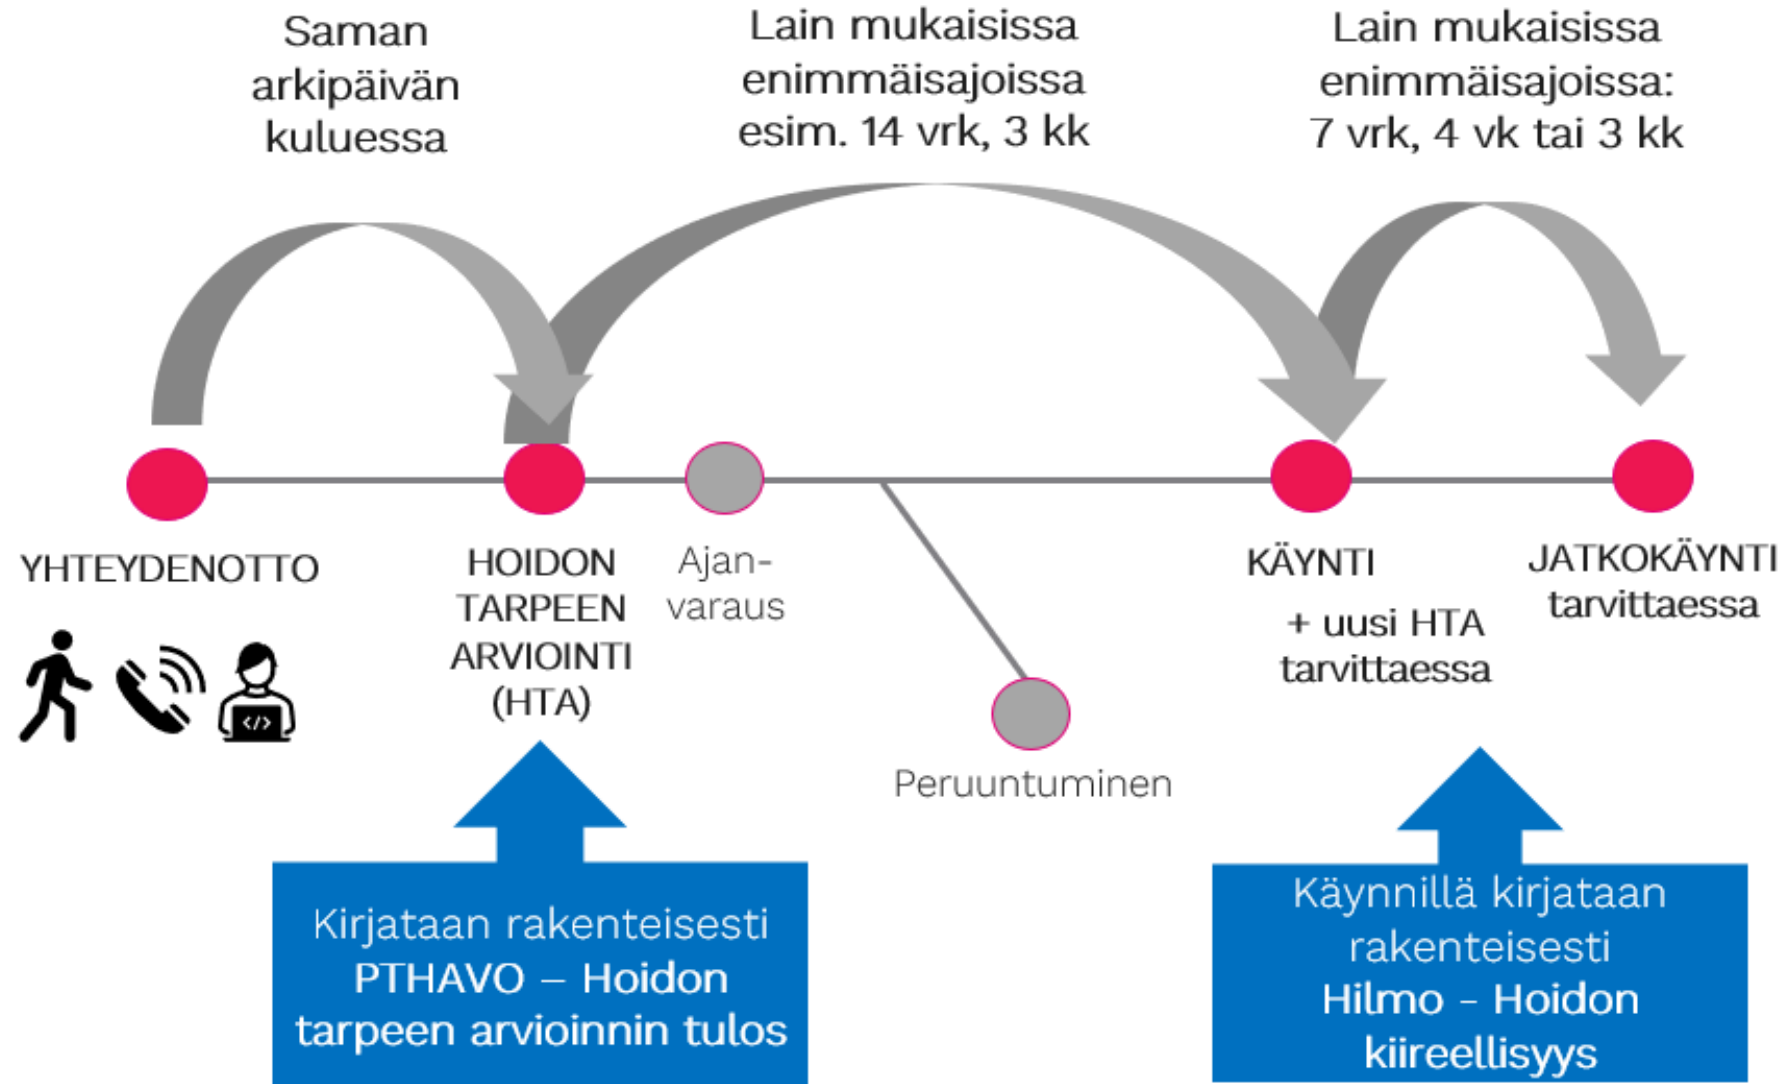 Saman
arkipäivän
kuluessa
Lain mukaisissa
enimmäisajoissa
esim. 14 vrk, 3 kk
Lain mukaisissa
enimmäisajoissa:
7 vrk, 4 vk tai 3 kk
YHTEYDENOTTO
HOIDON
TARPEEN
ARVIOINTI
(HTA)
Ajan-
varaus
Peruuntuminen
KÄYNTI
+ uusi HTA
tarvittaessa
JATKOKÄYNTI
tarvittaessa
</>
Kirjataan rakenteisesti
PTHAVO – Hoidon
tarpeen arvioinnin tulos
Käynnillä kirjataan
rakenteisesti
Hilmo - Hoidon
kiireellisyys